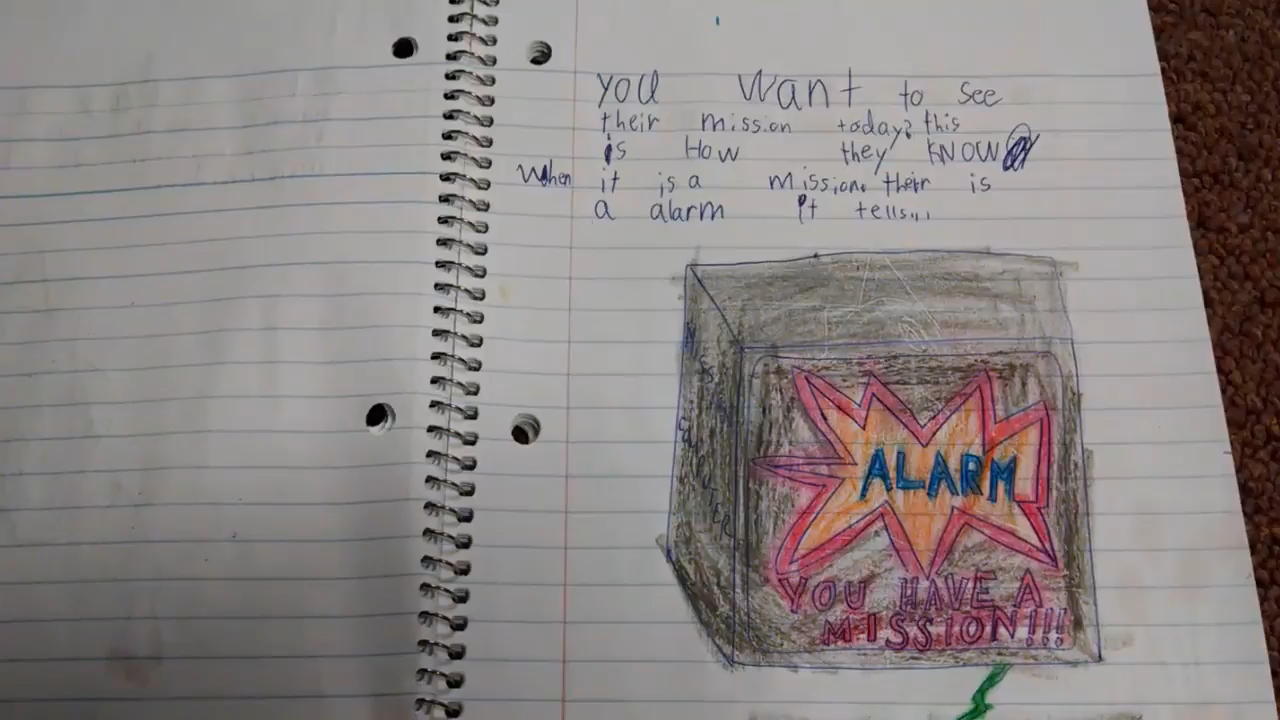 you want to see
their mission today? this
is How they KNOW
When it is a mission. their is
a alarm It tells...
ALARM
YOU HAVE A
MISSION!!!